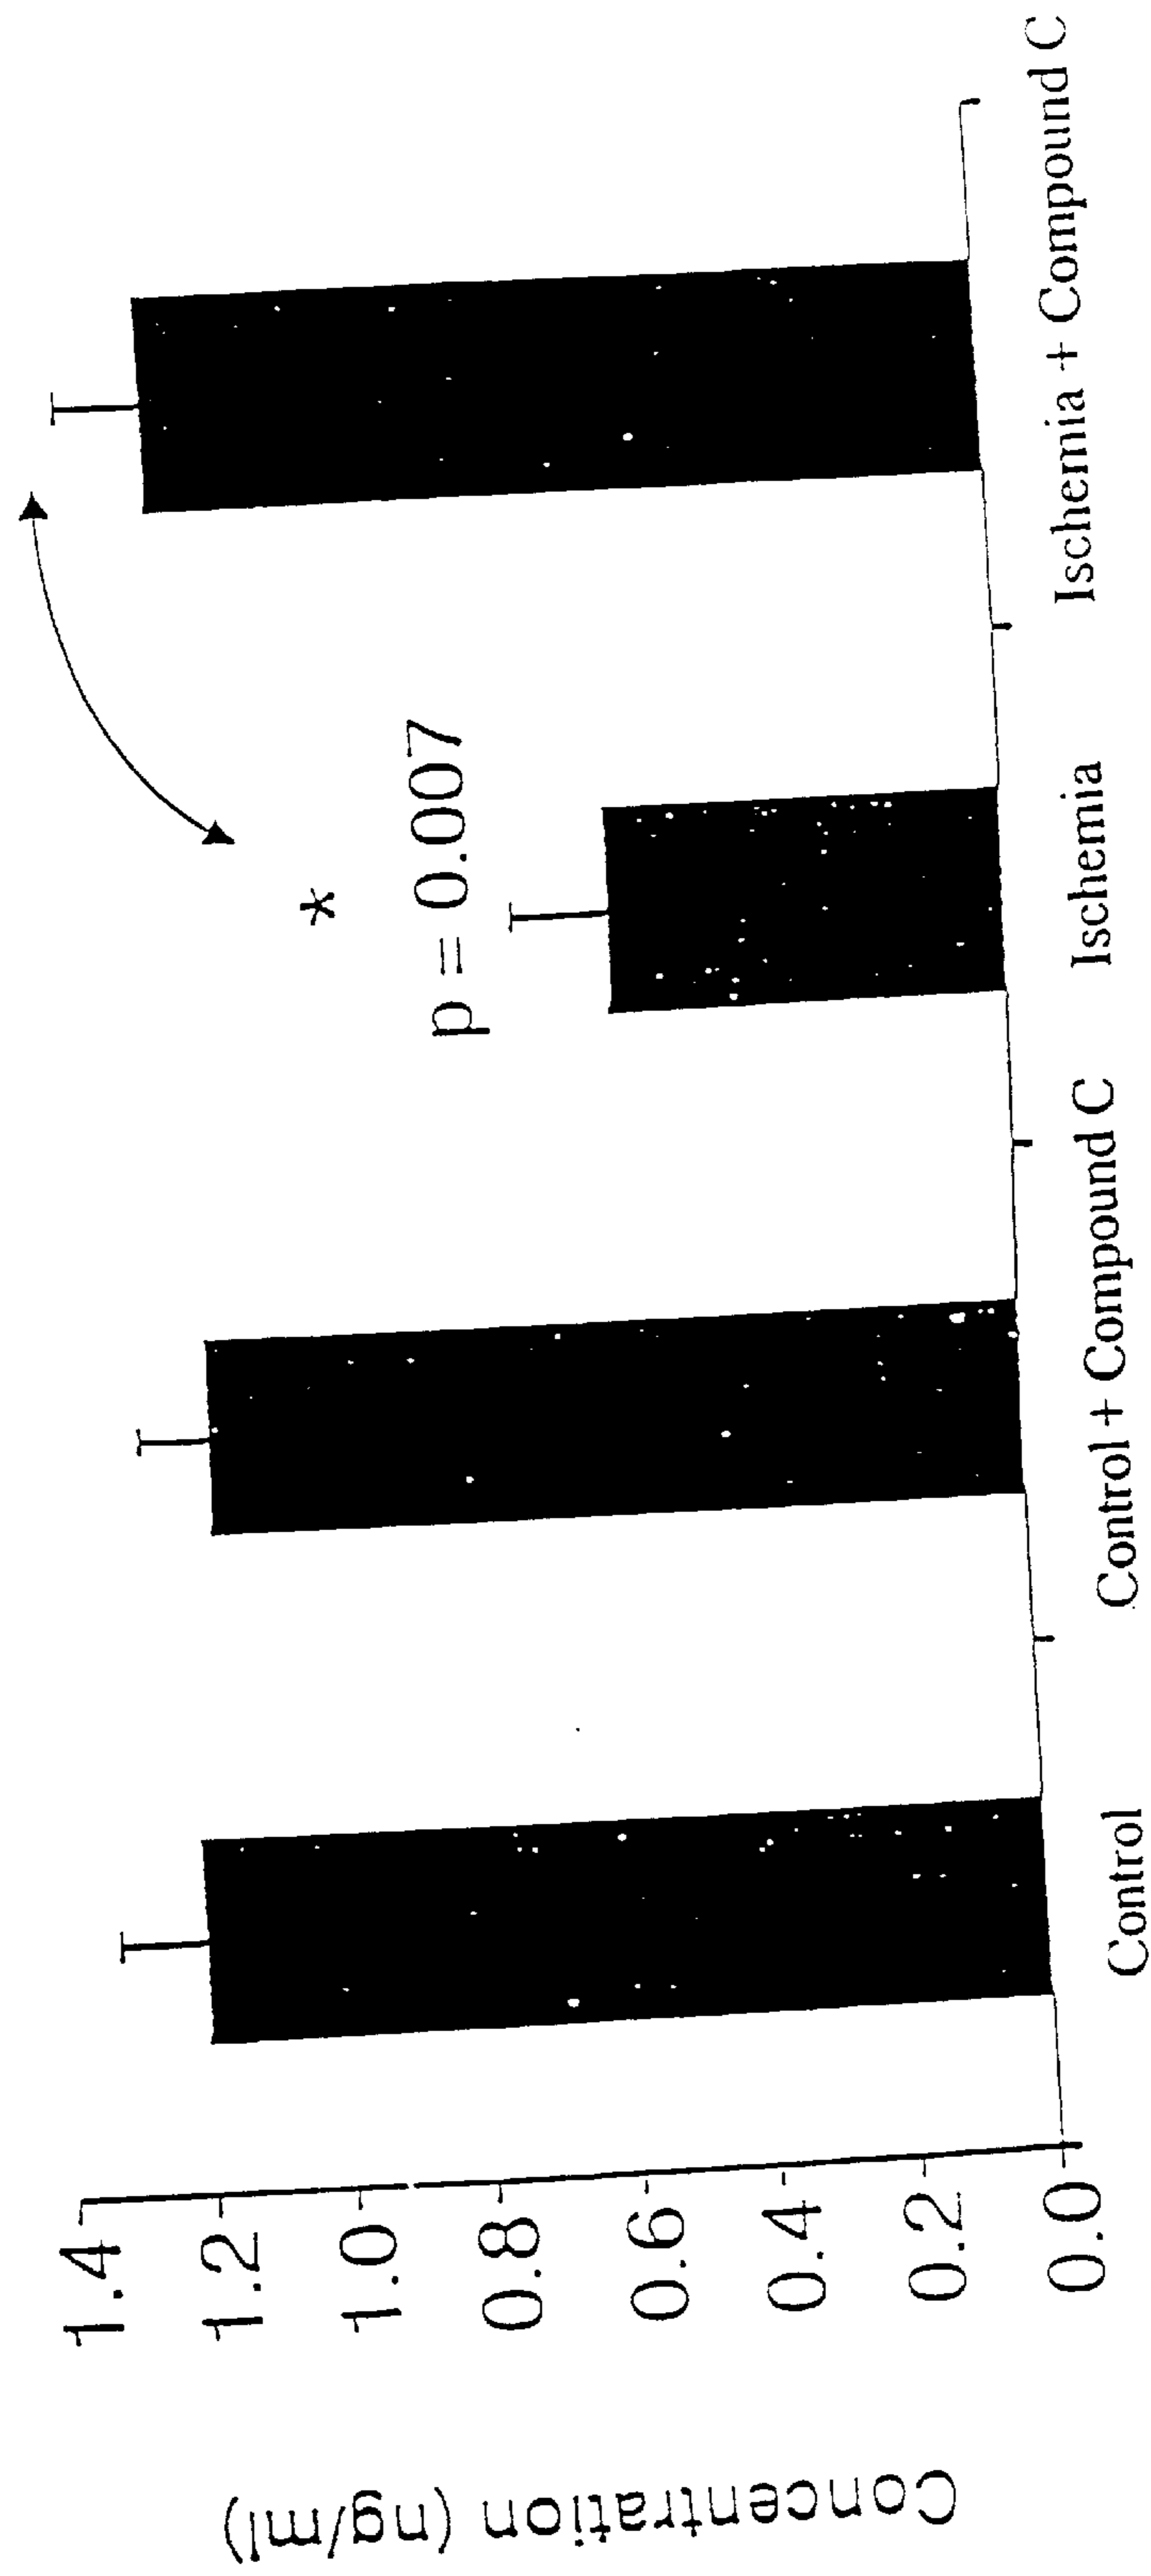 Concentration (ng/ml)
1.4
1.2
1.0
0.8
0.6
0.4
0.2
0.0
*
p = 0.007
Control
Control + Compound C
Ischemia
Ischemia + Compound C